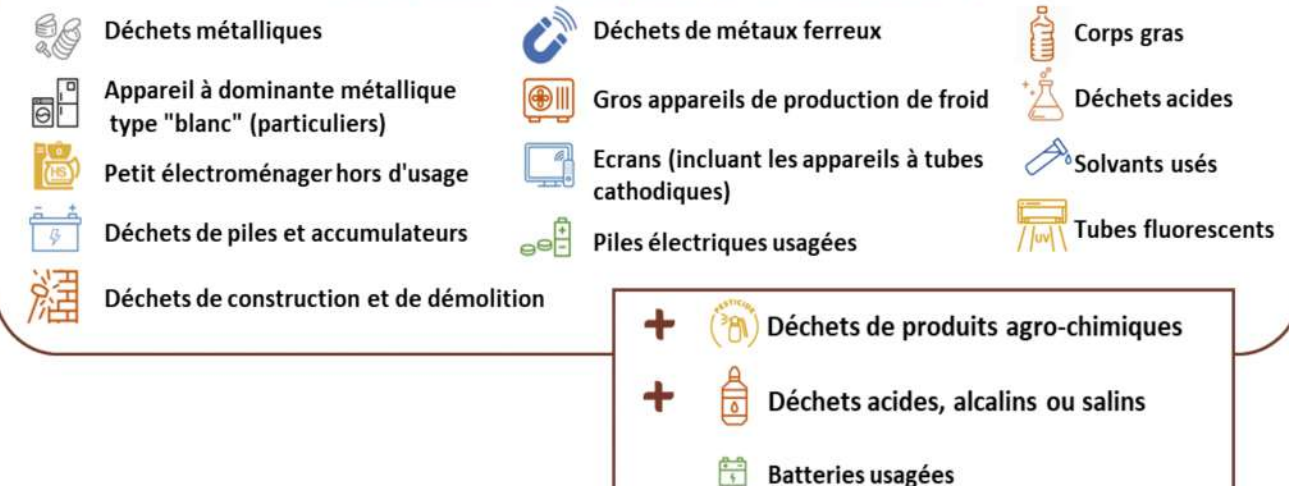 Déchets métalliques
Appareil à dominante métallique
type "blanc" (particuliers)
HS
Petit électroménager hors d'usage
Déchets de piles et accumulateurs
Déchets de construction et de démolition
Déchets de métaux ferreux
Gros appareils de production de froid
Ecrans (incluant les appareils à tubes
cathodiques)
Piles électriques usagées
Corps gras
Déchets acides
Solvants usés
UV
Tubes fluorescents
+
PESTICIDE
Déchets de produits agro-chimiques
+
Déchets acides, alcalins ou salins
Batteries usagées